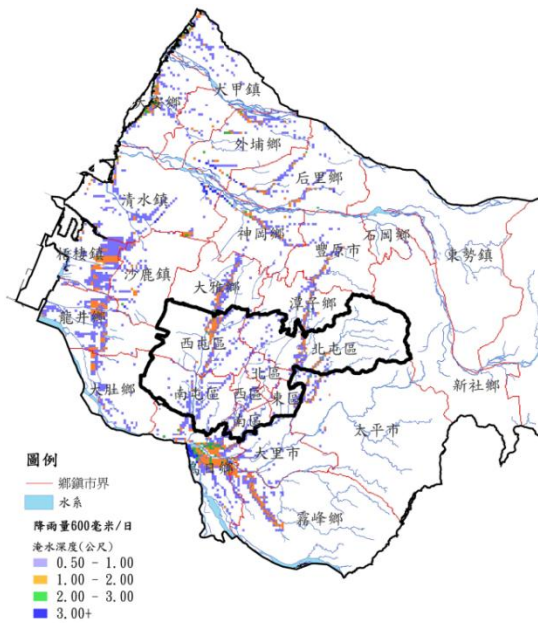 大甲鎮
大安鄉
外埔鄉
后里鄉
清水鎮
神岡鄉
石岡鄉
豐原市
東勢鎮
梧棲鎮
沙鹿鎮
大雅鄉
潭子鄉
龍井鄉
西屯區
北屯區
北區
大肚鄉
南屯區
西區
東區
新社鄉
南區
太平市
大里市
烏日鄉
霧峰鄉
圖例
鄉鎮市界
水系
降雨量600毫米/日
淹水深度(公尺)
0.50 - 1.00
1.00 - 2.00
2.00 - 3.00
3.00+